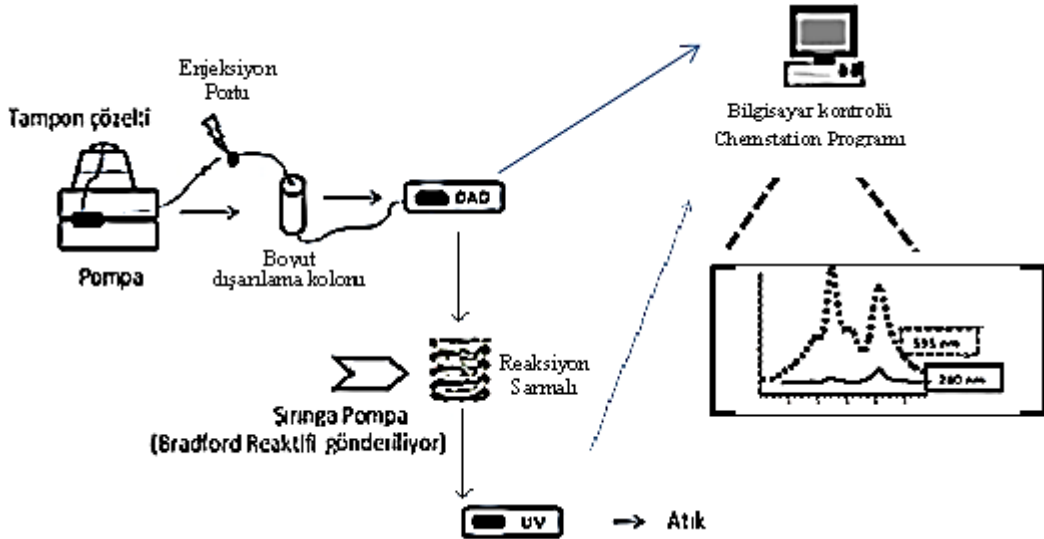 Enjeksiyon
Portu
Tampon çözelti
Pompa
Boyut
dışarılama kolonu
DAD
Bilgisayar kontrolü
Chemstation Programı
595 nm
280 nm
Reaksiyon
Sarmalı
Şırınga Pompa
(Bradford Reaktifi gönderiliyor)
UV
Atık